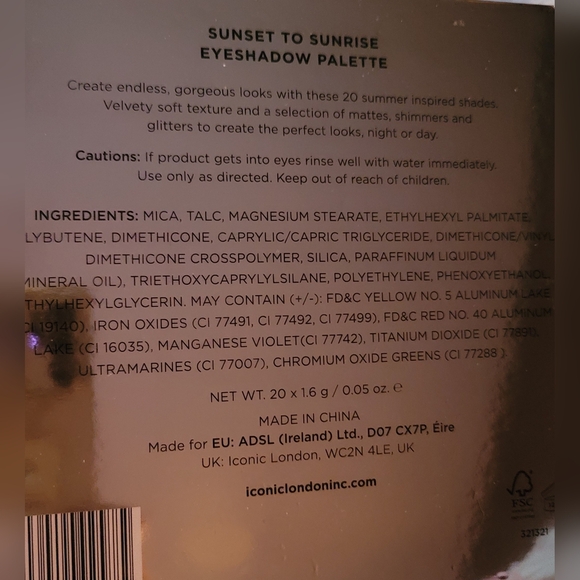 SUNSET TO SUNRISE
EYESHADOW PALETTE
Create endless, gorgeous looks with these 20 summer inspired shades.
Velvety soft texture and a selection of mattes, shimmers and
glitters to create the perfect looks, night or day.
Cautions: If product gets into eyes rinse well with water immediately.
Use only as directed. Keep out of reach of children.
INGREDIENTS: MICA, TALC, MAGNESIUM STEARATE, ETHYLHEXYL PALMITATE,
LYBUTENE, DIMETHICONE, CAPRYLIC/CAPRIC TRIGLYCERIDE, DIMETHICONE/VINYL
DIMETHICONE CROSSPOLYMER, SILICA, PARAFFINUM LIQUIDUM
MINERAL OIL), TRIETHOXYCAPRYLYLSILANE, POLYETHYLENE, PHENOXYETHANOL,
THYLHEXYLGLYCERIN. MAY CONTAIN (+/-): FD&C YELLOW NO. 5 ALUMINUM LAKE
CI 19140), IRON OXIDES (CI 77491, CI 77492, CI 77499), FD&C RED NO. 40 ALUMINUM
LAKE (CI 16035), MANGANESE VIOLET(CI 77742), TITANIUM DIOXIDE (CI 77891),
ULTRAMARINES (CI 77007), CHROMIUM OXIDE GREENS (CI 77288 ).
NET WT. 20 x 1.6 g / 0.05 oz. ℮
MADE IN CHINA
Made for EU: ADSL (Ireland) Ltd., D07 CX7P, Éire
UK: Iconic London, WC2N 4LE, UK
iconiclondoninc.com
FSC
321321